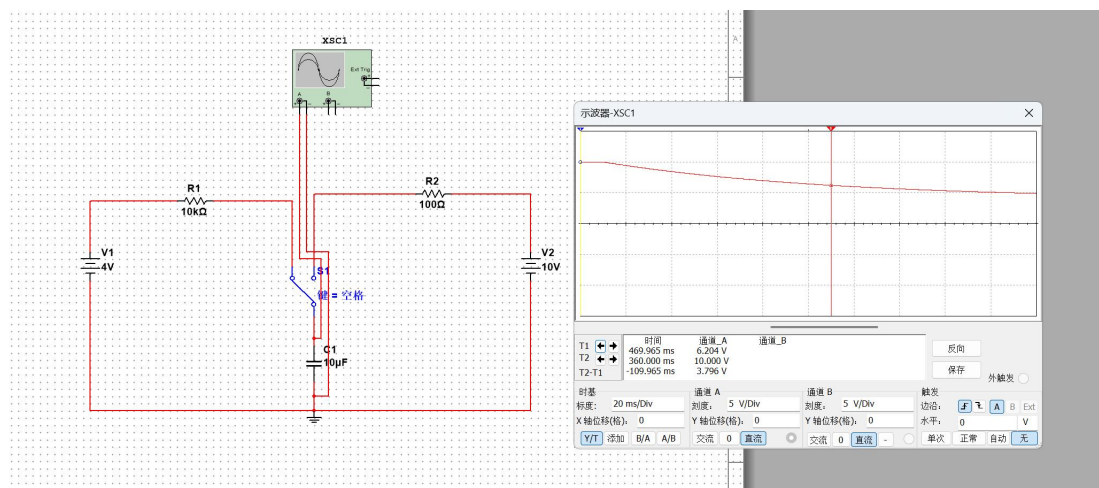 XSC1
A
Ext Trig
A
B
R1
10kΩ
R2
100Ω
V1
4V
V2
10V
S1
键 = 空格
C1
10µF
示波器-XSC1
时间 通道_A 通道_B
T1 469.965 ms 6.204 V
T2 360.000 ms 10.000 V
T2-T1 -109.965 ms 3.796 V
反向
保存
外触发
时基
标度: 20 ms/Div
X 轴位移(格): 0
Y/T 添加 B/A A/B
通道 A
刻度: 5 V/Div
Y 轴位移(格): 0
交流 0 直流
通道 B
刻度: 5 V/Div
Y 轴位移(格): 0
交流 0 直流 -
触发
边沿: A B Ext
水平: 0 V
单次 正常 自动 无